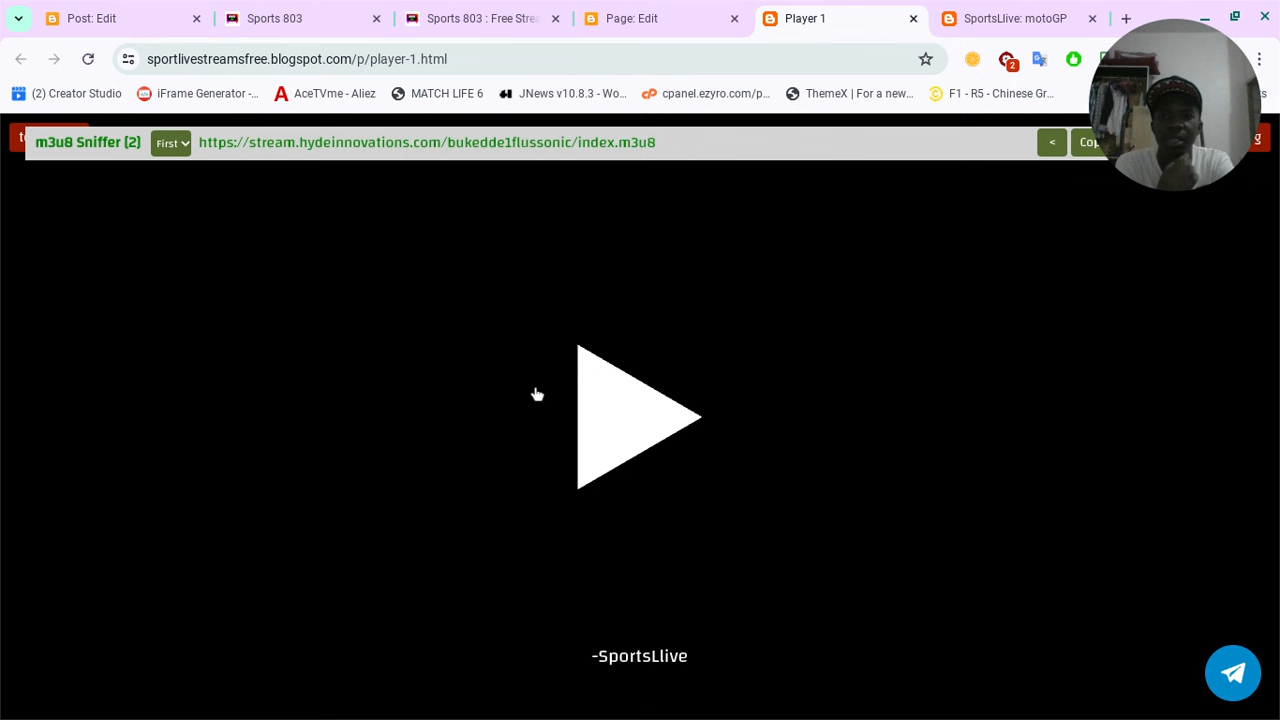 Post: Edit
Sports 803
Sports 803 : Free Stre
Page: Edit
Player 1
SportsLlive: motoGP
sportlivestreamsfree.blogspot.com/p/player-1.html
2
(2) Creator Studio
iFrame Generator -...
AceTVme - Aliez
MATCH LIFE 6
JNews v10.8.3 - Wo...
cpanel.ezyro.com/p...
ThemeX | For a new...
F1 - R5 - Chinese Gr...
m3u8 Sniffer [2]
First
https://stream.hydeinnovations.com/bukedde1flussonic/index.m3u8
<
-SportsLlive